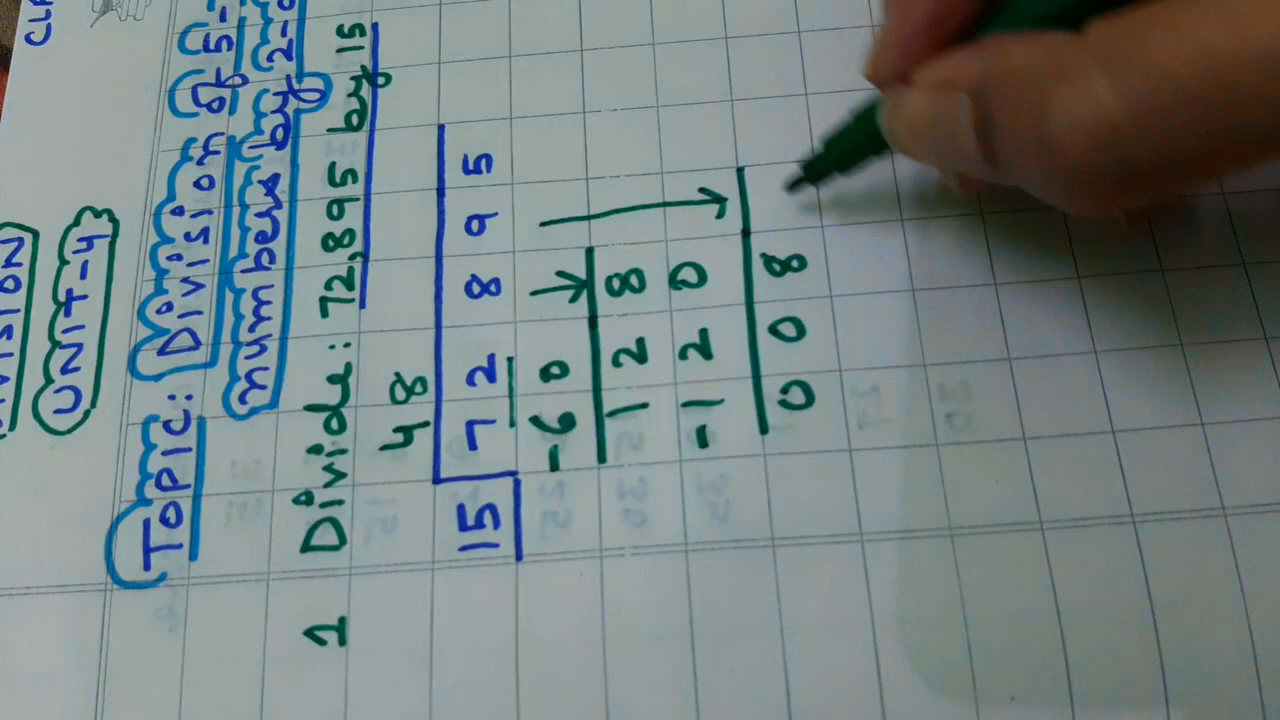 UNIT-4
Topic: Division of 5-
numbers by 2-
1 Divide: 72,895 by 15
48
15 72895
-60
128
-120
008